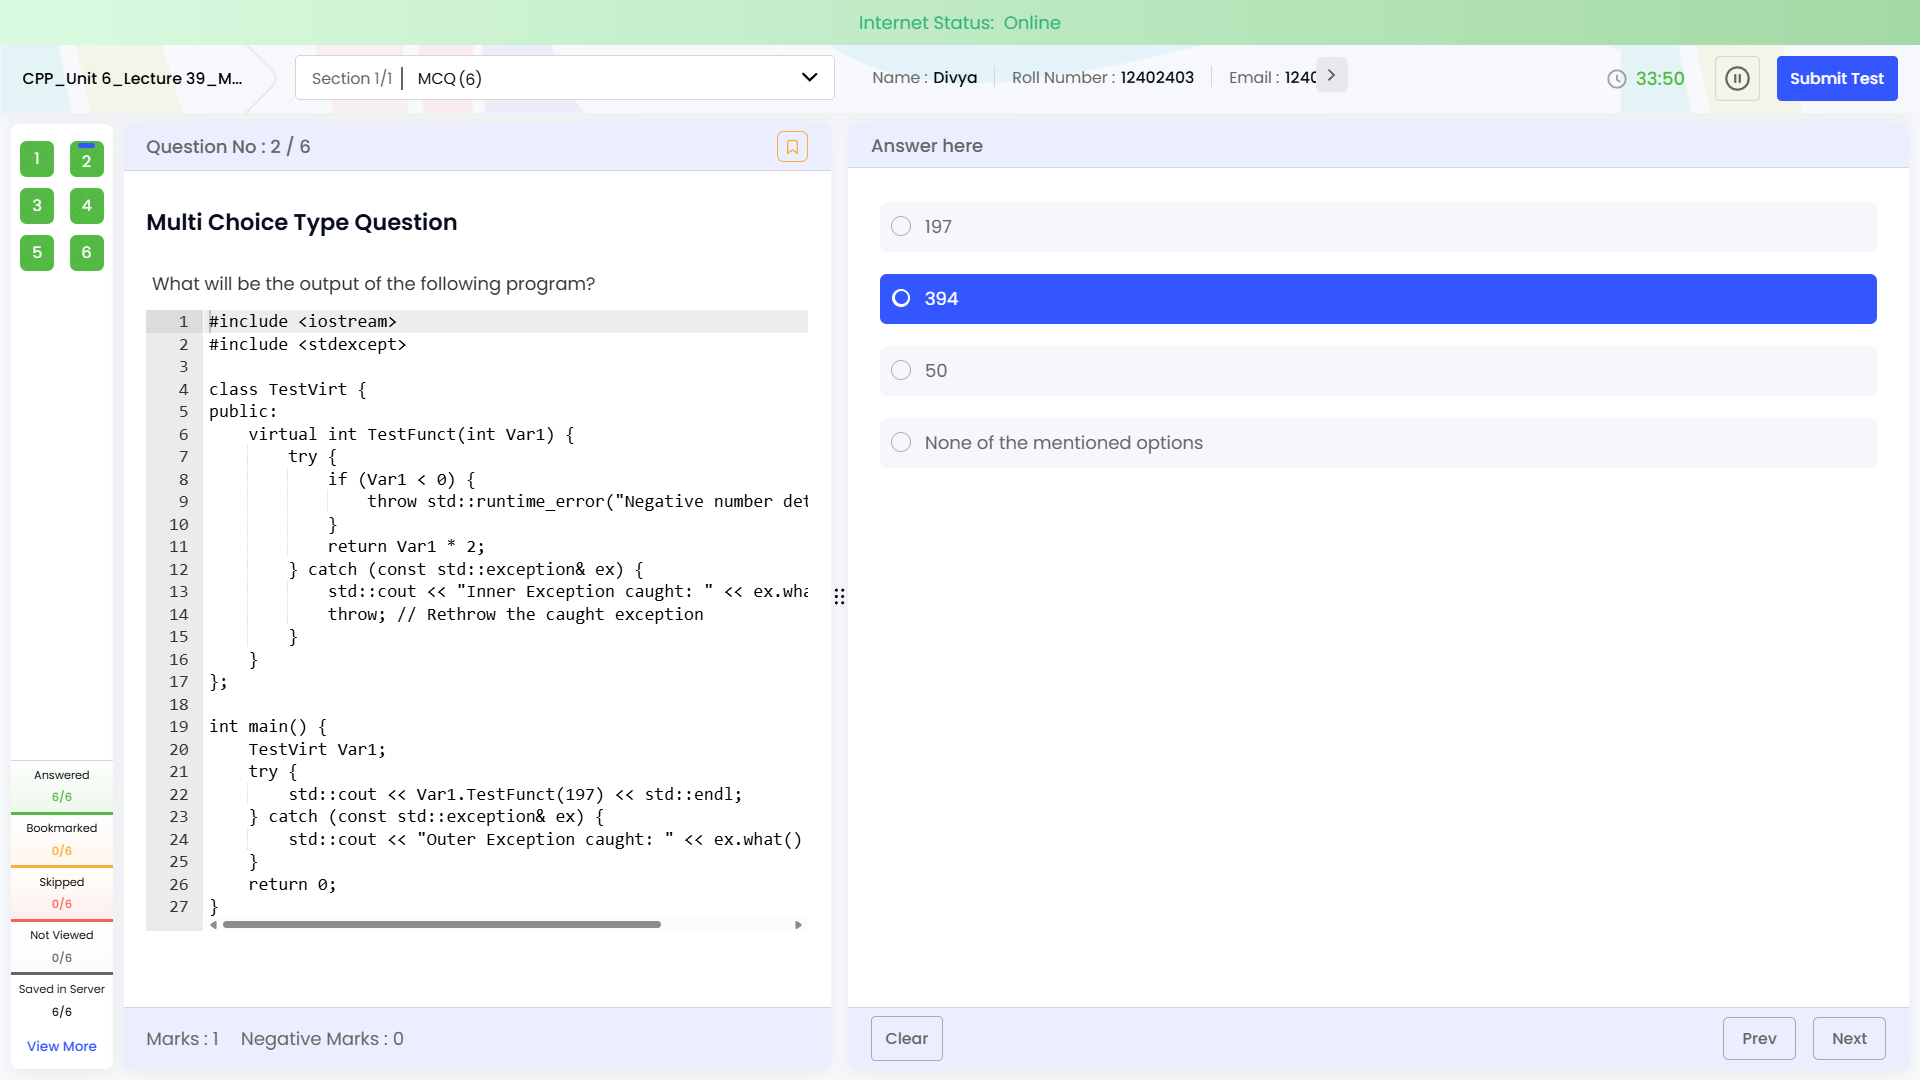 Internet Status: Online
CPP_Unit 6_Lecture 39_M...
Section 1/1 | MCQ (6)
Name : Divya
Roll Number : 12402403
Email : 1240
33:50
Submit Test
1
2
3
4
5
6
Answered
6/6
Bookmarked
0/6
Skipped
0/6
Not Viewed
0/6
Saved in Server
6/6
View More
Question No : 2 / 6
Multi Choice Type Question
What will be the output of the following program?
1 #include <iostream>
2 #include <stdexcept>
3
4 class TestVirt {
5 public:
6     virtual int TestFunct(int Var1) {
7         try {
8             if (Var1 < 0) {
9                 throw std::runtime_error("Negative number det
10             }
11             return Var1 * 2;
12         } catch (const std::exception& ex) {
13             std::cout << "Inner Exception caught: " << ex.wha
14             throw; // Rethrow the caught exception
15         }
16     }
17 };
18
19 int main() {
20     TestVirt Var1;
21     try {
22         std::cout << Var1.TestFunct(197) << std::endl;
23     } catch (const std::exception& ex) {
24         std::cout << "Outer Exception caught: " << ex.what()
25     }
26     return 0;
27 }
Marks : 1
Negative Marks : 0
Answer here
197
394
50
None of the mentioned options
Clear
Prev
Next